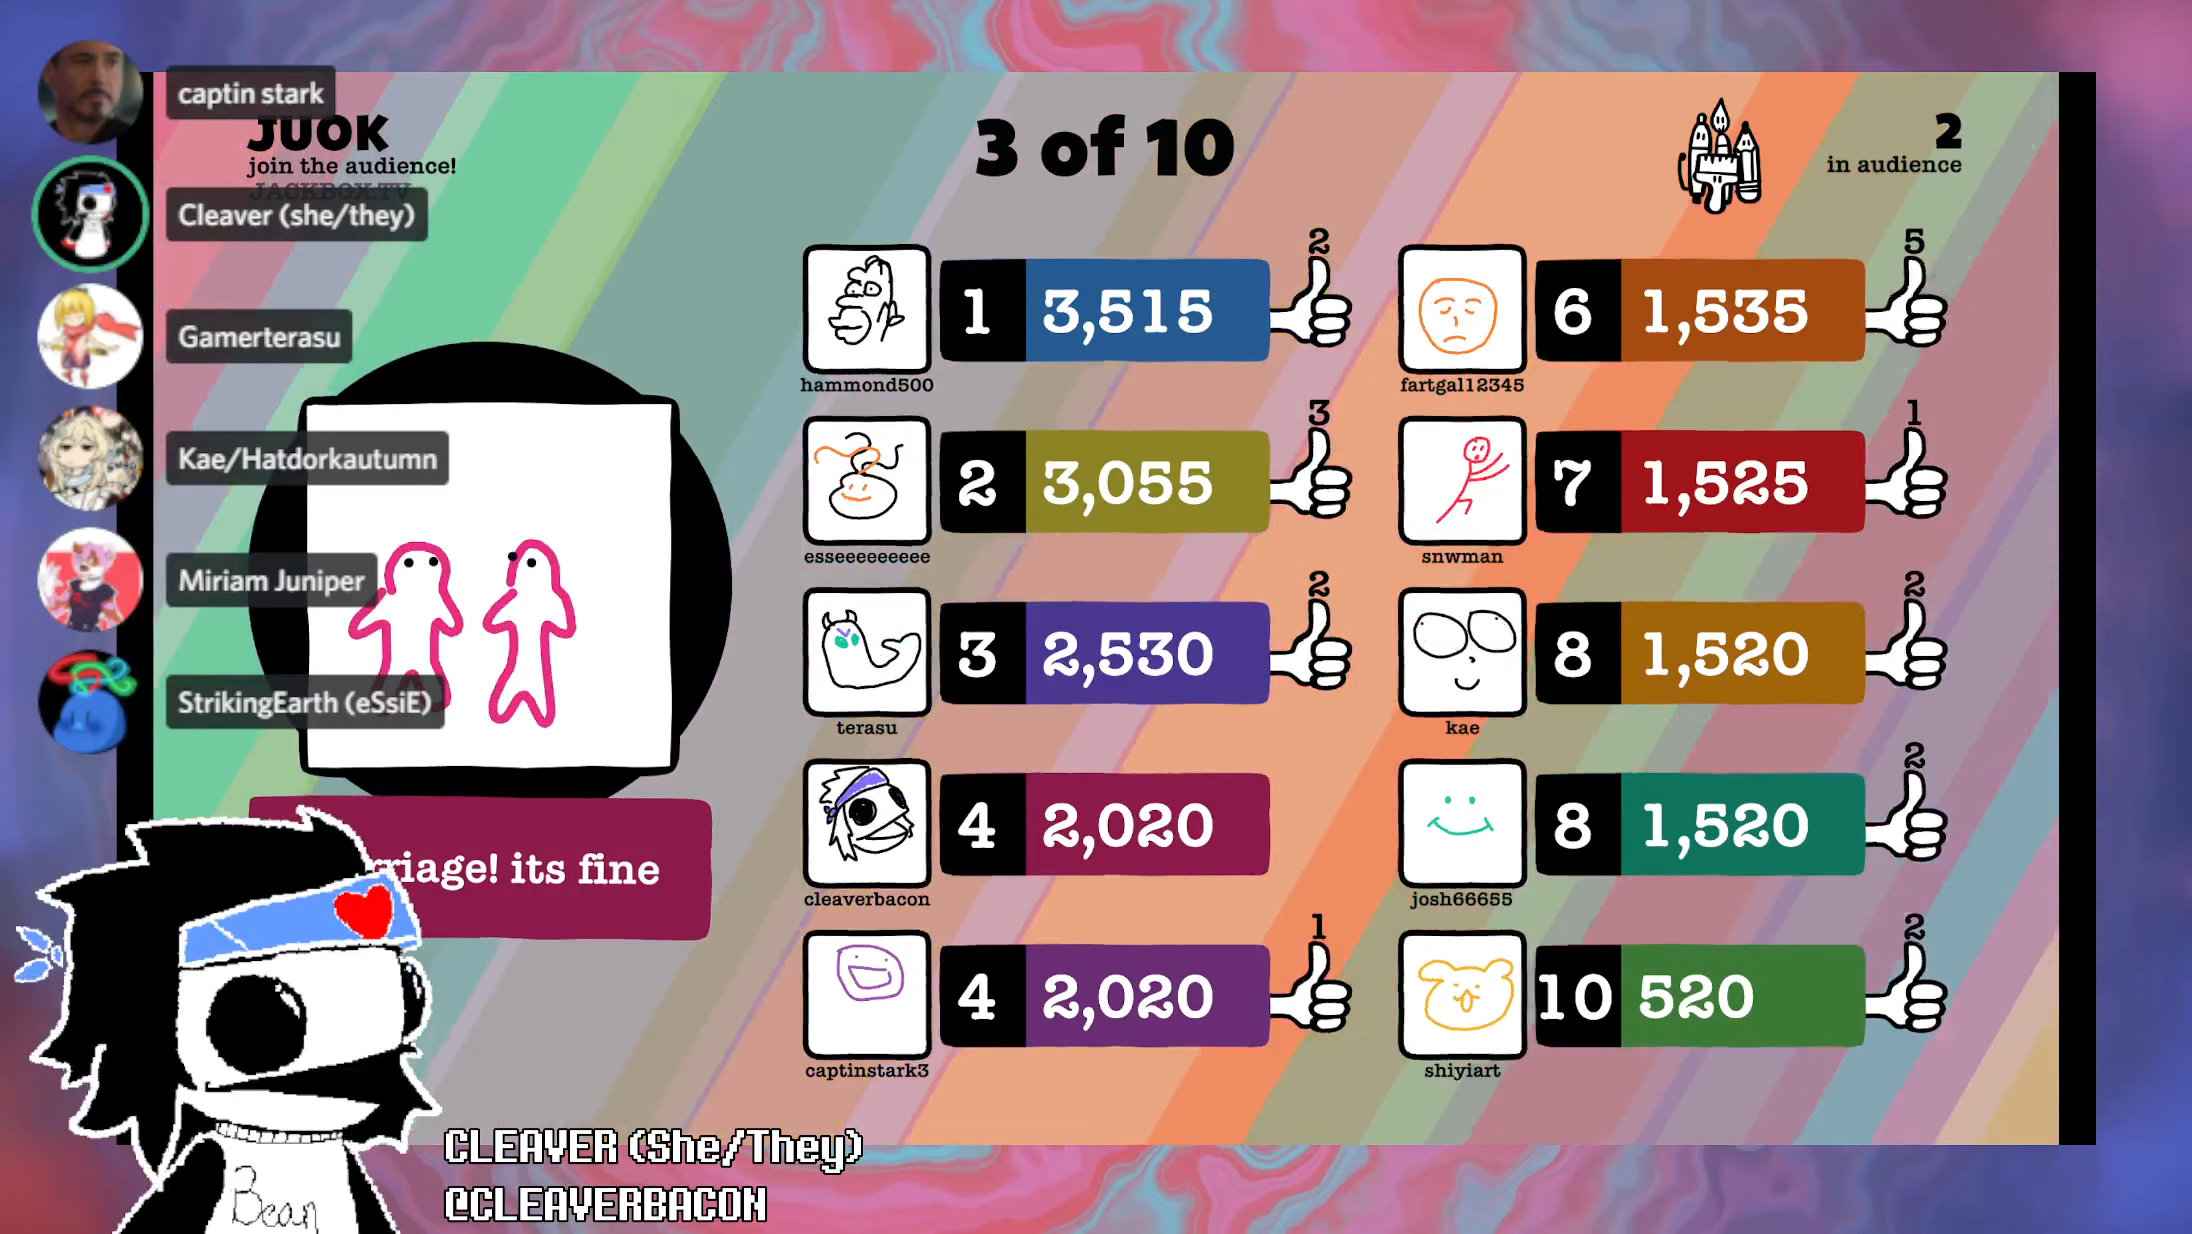 captin stark
JUOK
join the audience!
JACKBOX.TV
Cleaver (she/they)
Gamerterasu
Kae/Hatdorkautumn
Miriam Juniper
StrikingEarth (eSsiE)
its fine
3 of 10
2
in audience
2
1 3,515
hammond500
3
2 3,055
esseeeeeeeee
2
3 2,530
terasu
4 2,020
cleaverbacon
1
4 2,020
captinstark3
5
6 1,535
fartgal12345
1
7 1,525
snwman
2
8 1,520
kae
2
8 1,520
josh66655
2
10 520
shiyiart
Bean
CLEAVER (She/They)
@CLEAVERBACON